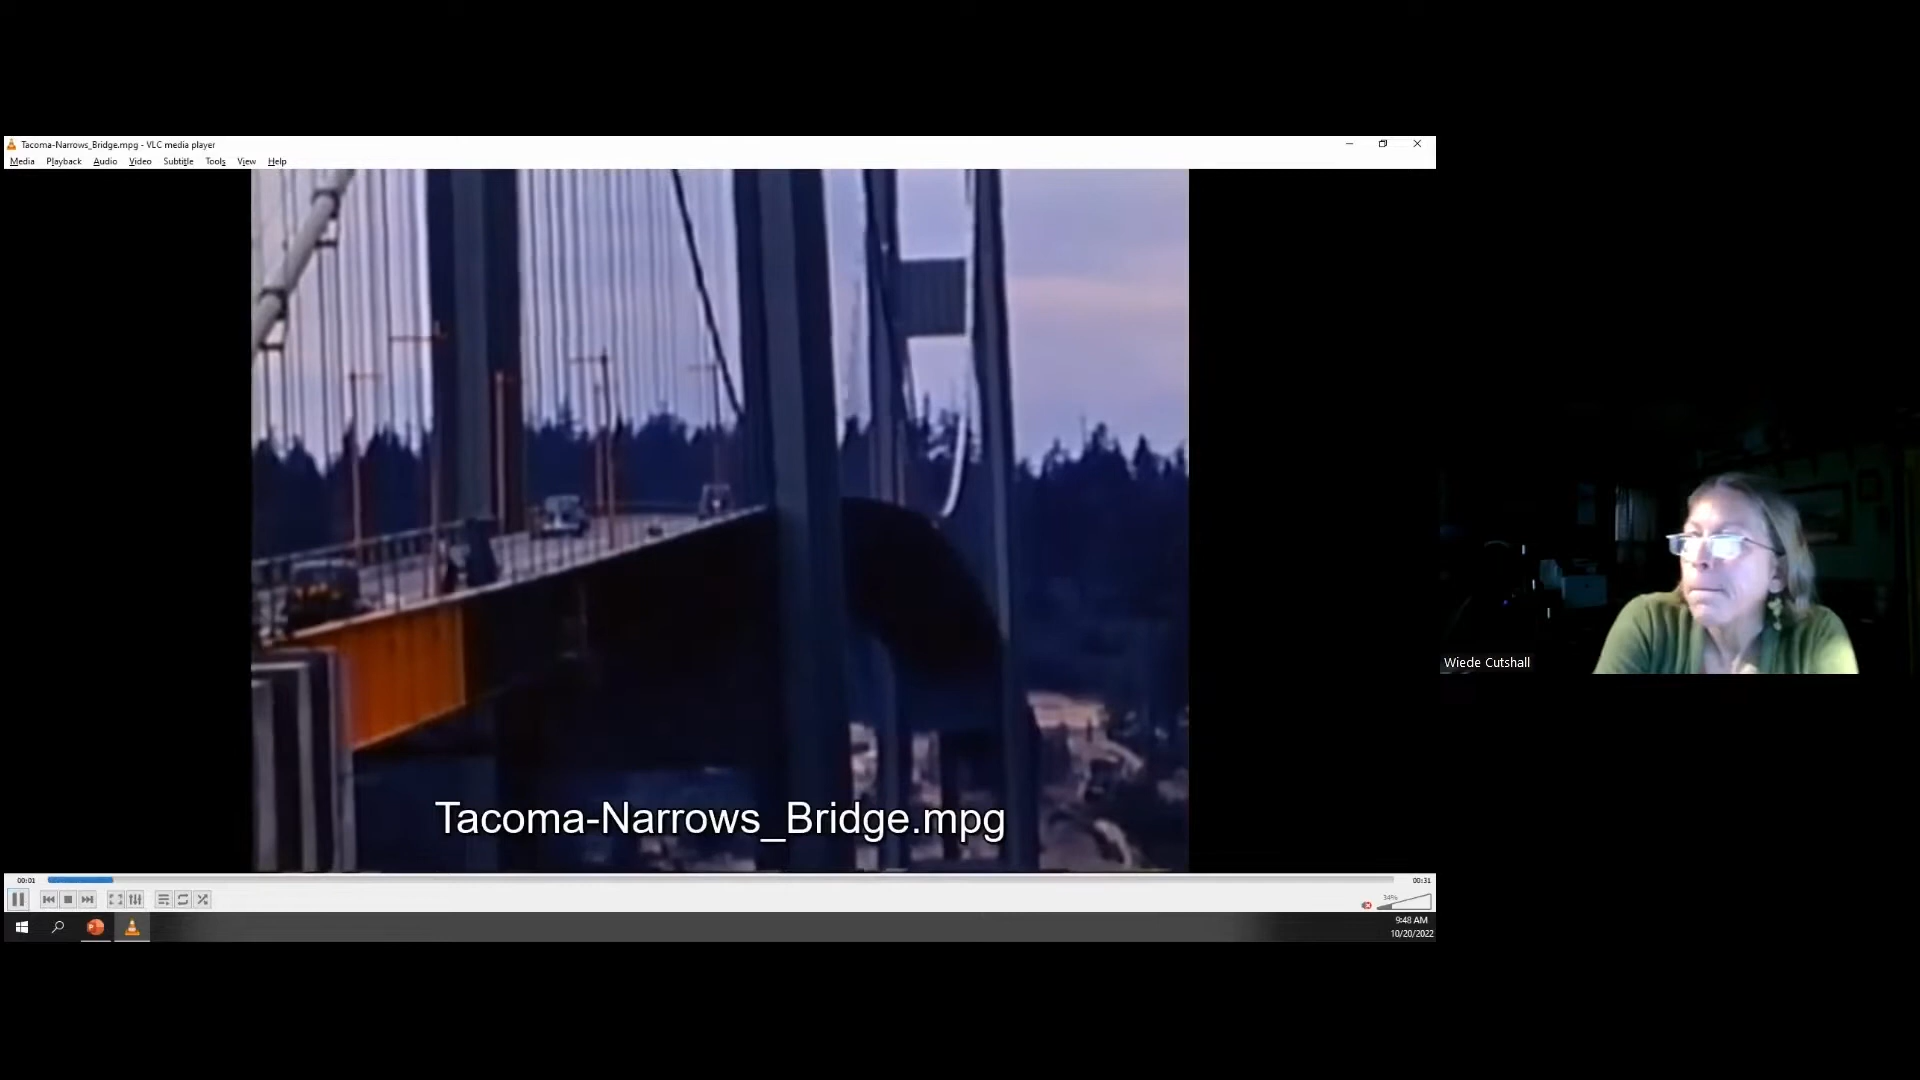 Tacoma-Narrows_Bridge.mpg - VLC media player
Media Playback Audio Video Subtitle Tools View Help
Wiede Cutshall
Tacoma-Narrows_Bridge.mpg
00:01
00:31
34%
9:48 AM
10/20/2022